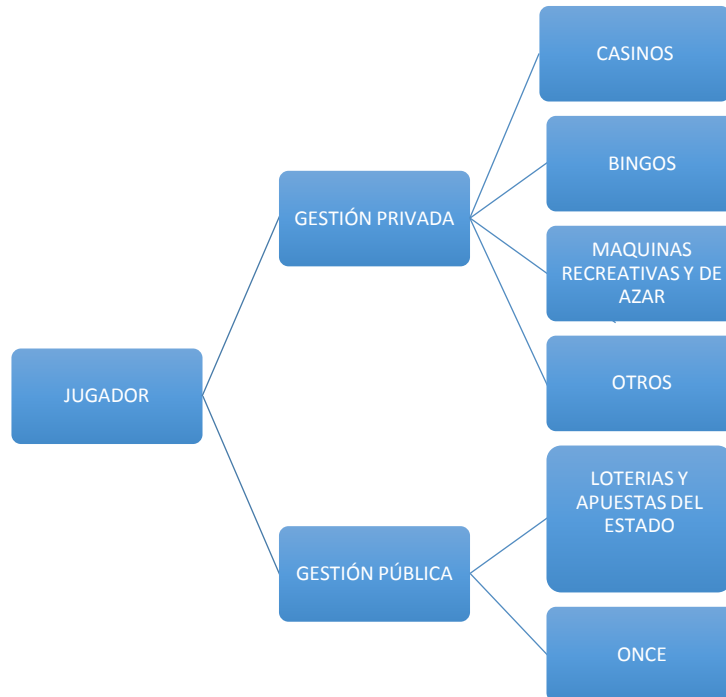 CASINOS
BINGOS
GESTIÓN PRIVADA
MAQUINAS
RECREATIVAS Y DE
AZAR
OTROS
JUGADOR
LOTERIAS Y
APUESTAS DEL
ESTADO
GESTIÓN PÚBLICA
ONCE